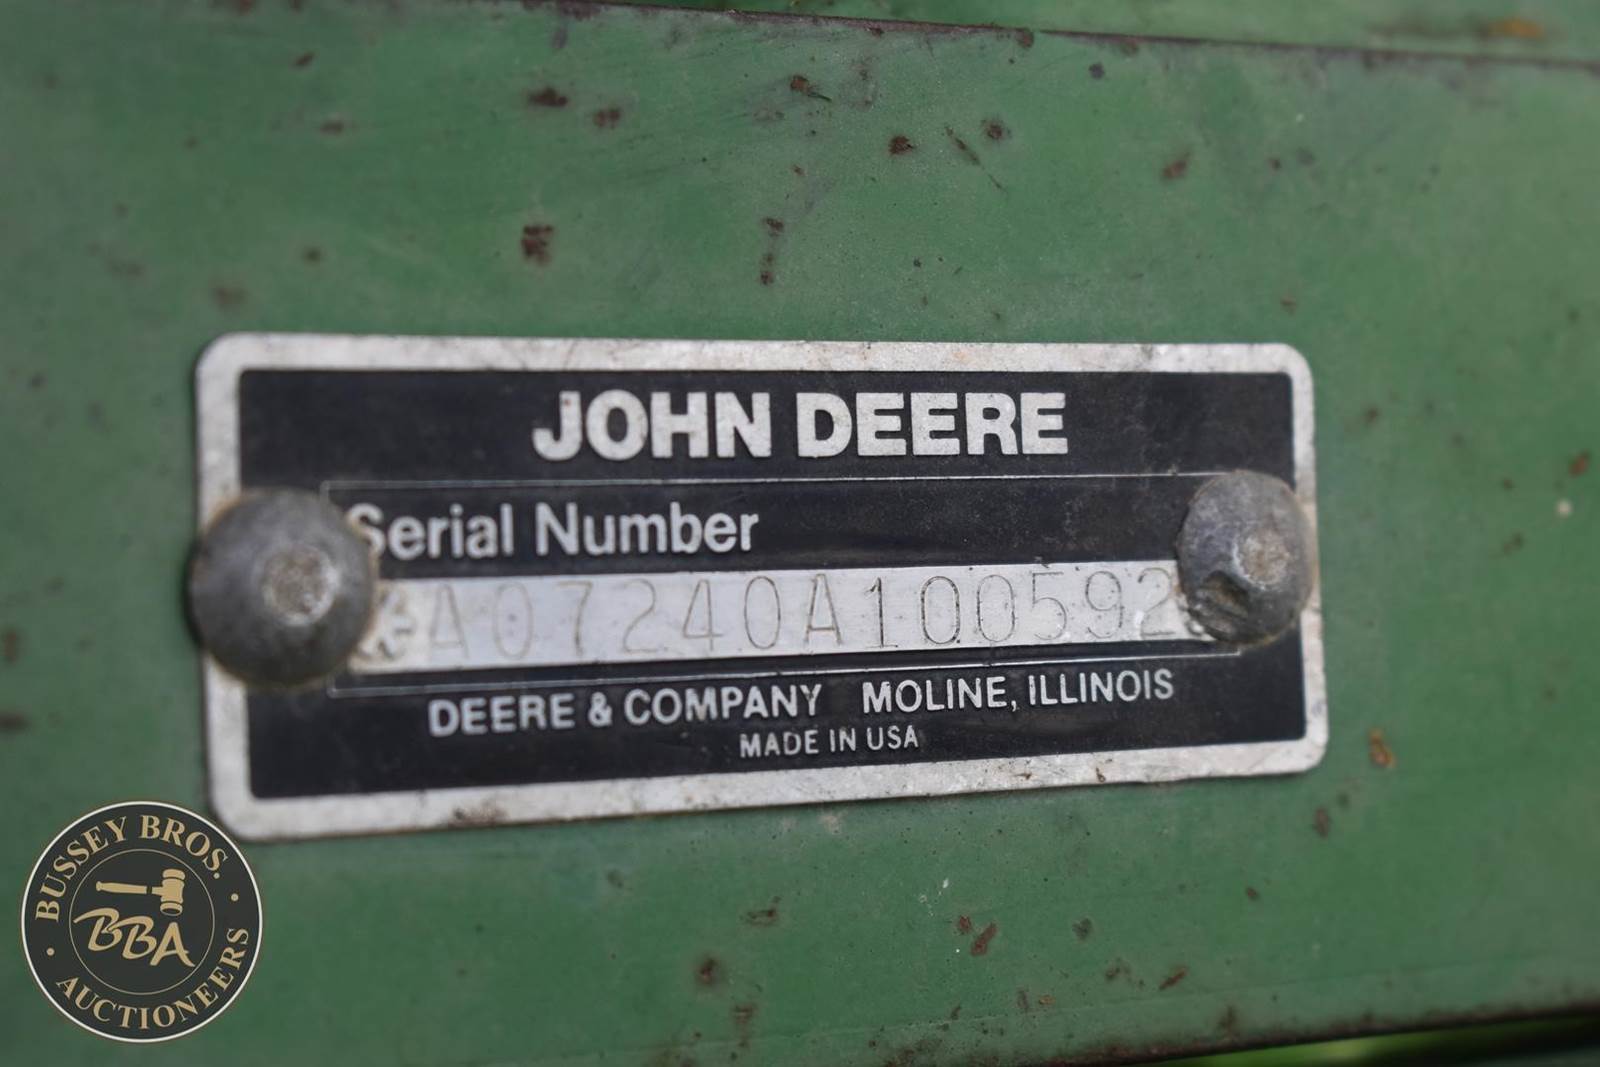 JOHN DEERE
Serial Number
*A07240A100592
DEERE & COMPANY MOLINE, ILLINOIS
MADE IN USA
BUSSEY BROS.
BBA
AUCTIONEERS